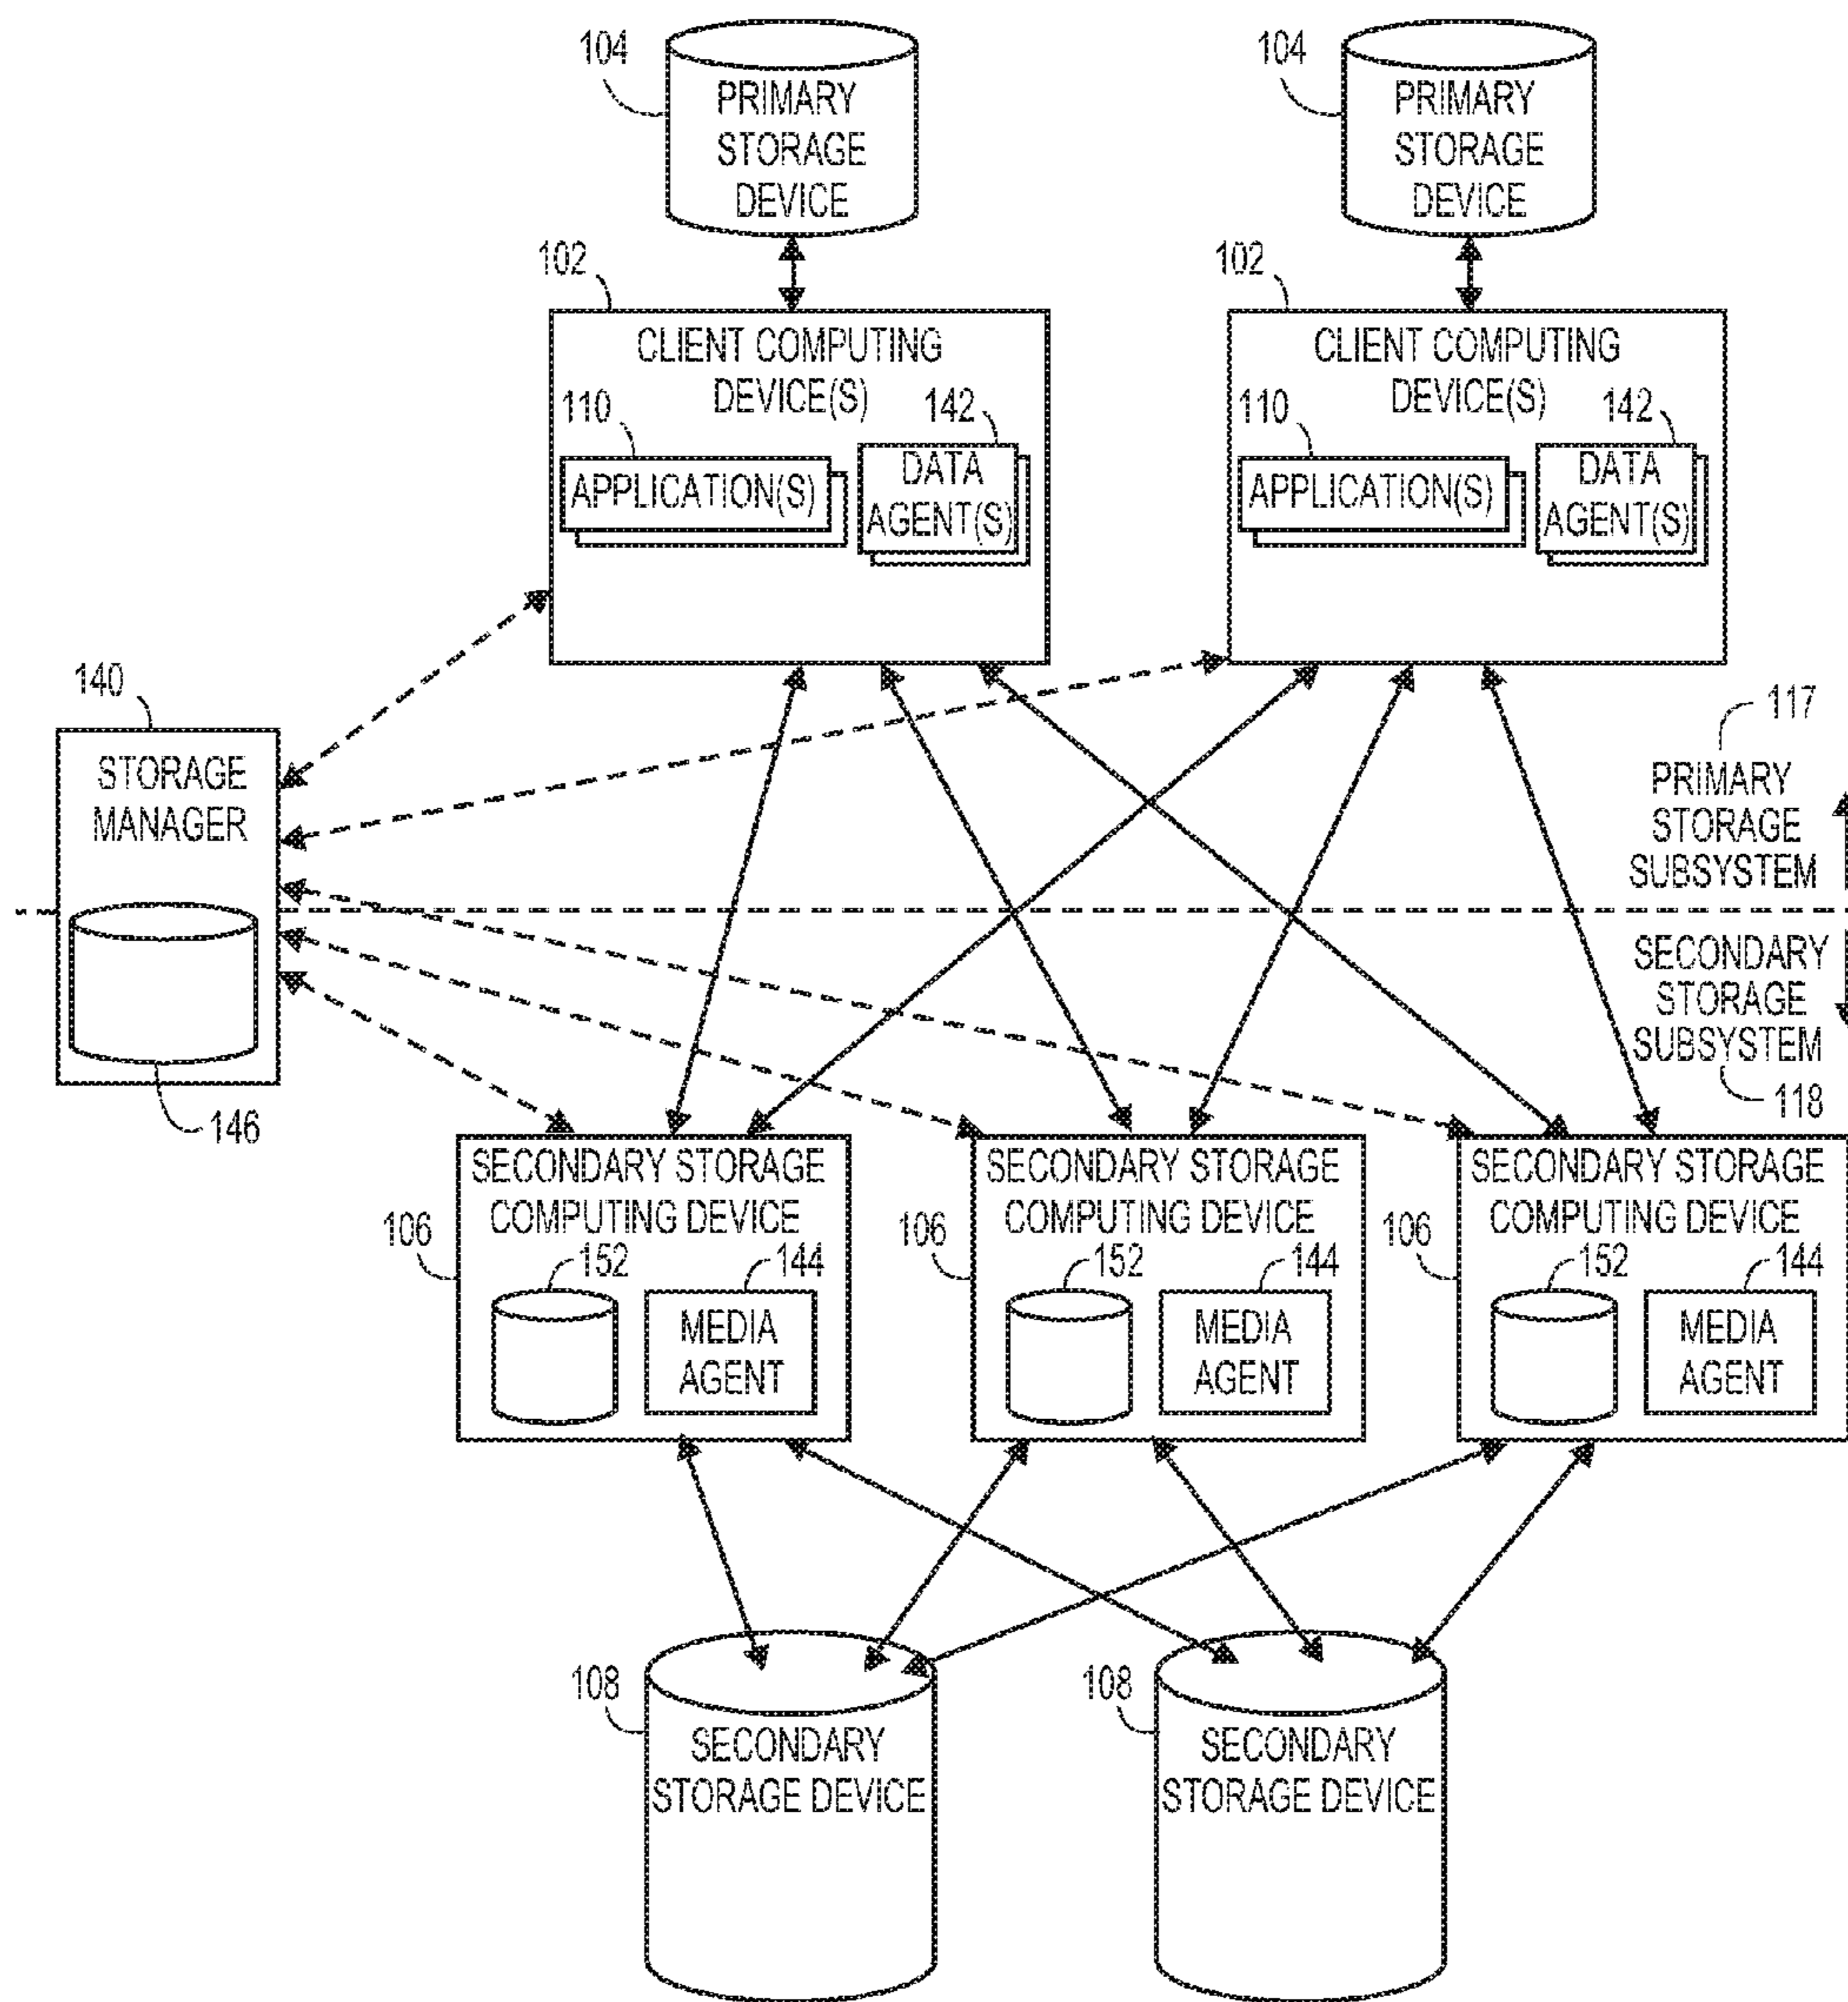 104
PRIMARY
STORAGE
DEVICE
104
PRIMARY
STORAGE
DEVICE
102
CLIENT COMPUTING
DEVICE(S)
110
142
APPLICATION(S)
DATA
AGENT(S)
102
CLIENT COMPUTING
DEVICE(S)
110
142
APPLICATION(S)
DATA
AGENT(S)
140
STORAGE
MANAGER
146
117
PRIMARY
STORAGE
SUBSYSTEM
SECONDARY
STORAGE
SUBSYSTEM
118
SECONDARY STORAGE
COMPUTING DEVICE
106
152
144
MEDIA
AGENT
SECONDARY STORAGE
COMPUTING DEVICE
106
152
144
MEDIA
AGENT
SECONDARY STORAGE
COMPUTING DEVICE
106
152
144
MEDIA
AGENT
108
SECONDARY
STORAGE DEVICE
108
SECONDARY
STORAGE DEVICE